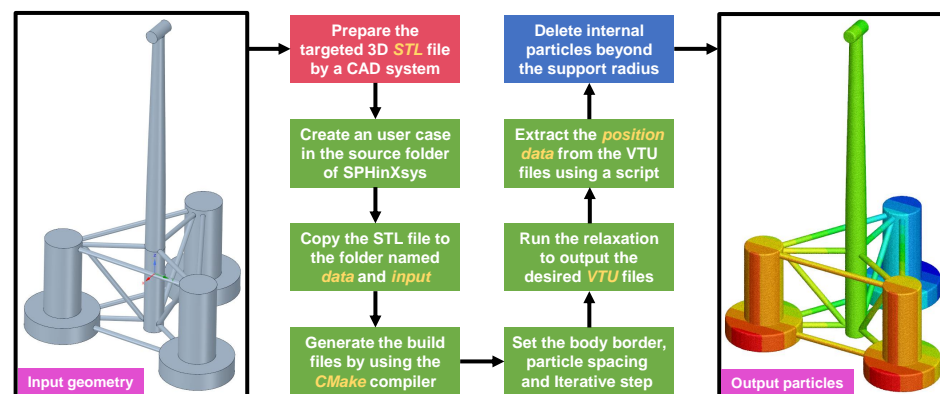 Input geometry
Prepare the
targeted 3D STL file
by a CAD system
Create an user case
in the source folder
of SPHinXsys
Copy the STL file to
the folder named
data and input
Generate the build
files by using the
CMake compiler
Set the body border,
particle spacing
and Iterative step
Run the relaxation
to output the
desired VTU files
Extract the position
data from the VTU
files using a script
Delete internal
particles beyond
the support radius
Output particles